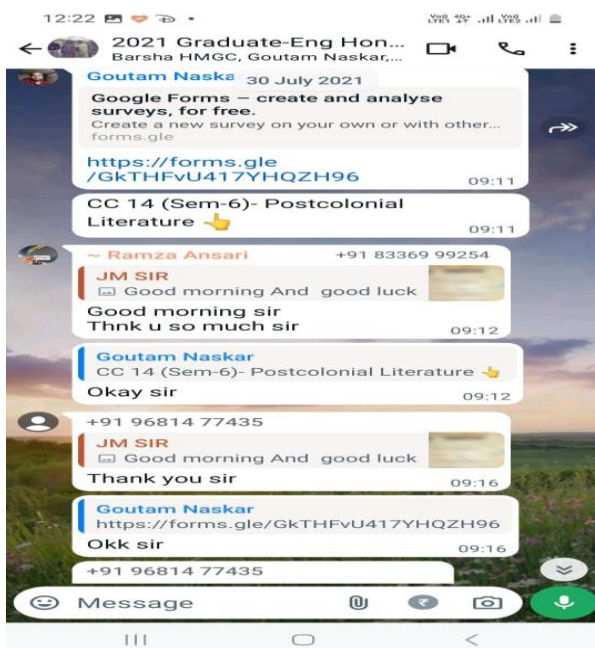 12:22
VoD 4G+ VoD
LTE1 LTE2
2021 Graduate-Eng Hon...
Barsha HMGC, Goutam Naskar,...
Goutam Naska
30 July 2021
Google Forms – create and analyse
surveys, for free.
Create a new survey on your own or with other...
forms.gle
https://forms.gle
/GkTHFvU417YHQZH96
09:11
CC 14 (Sem-6)- Postcolonial
Literature 👆
09:11
~ Ramza Ansari +91 83369 99254
JM SIR
Good morning And good luck
Good morning sir
Thnk u so much sir
09:12
Goutam Naskar
CC 14 (Sem-6)- Postcolonial Literature 👆
Okay sir
09:12
+91 96814 77435
JM SIR
Good morning And good luck
Thank you sir
09:16
Goutam Naskar
https://forms.gle/GkTHFvU417YHQZH96
Okk sir
09:16
+91 96814 77435
Message
₹